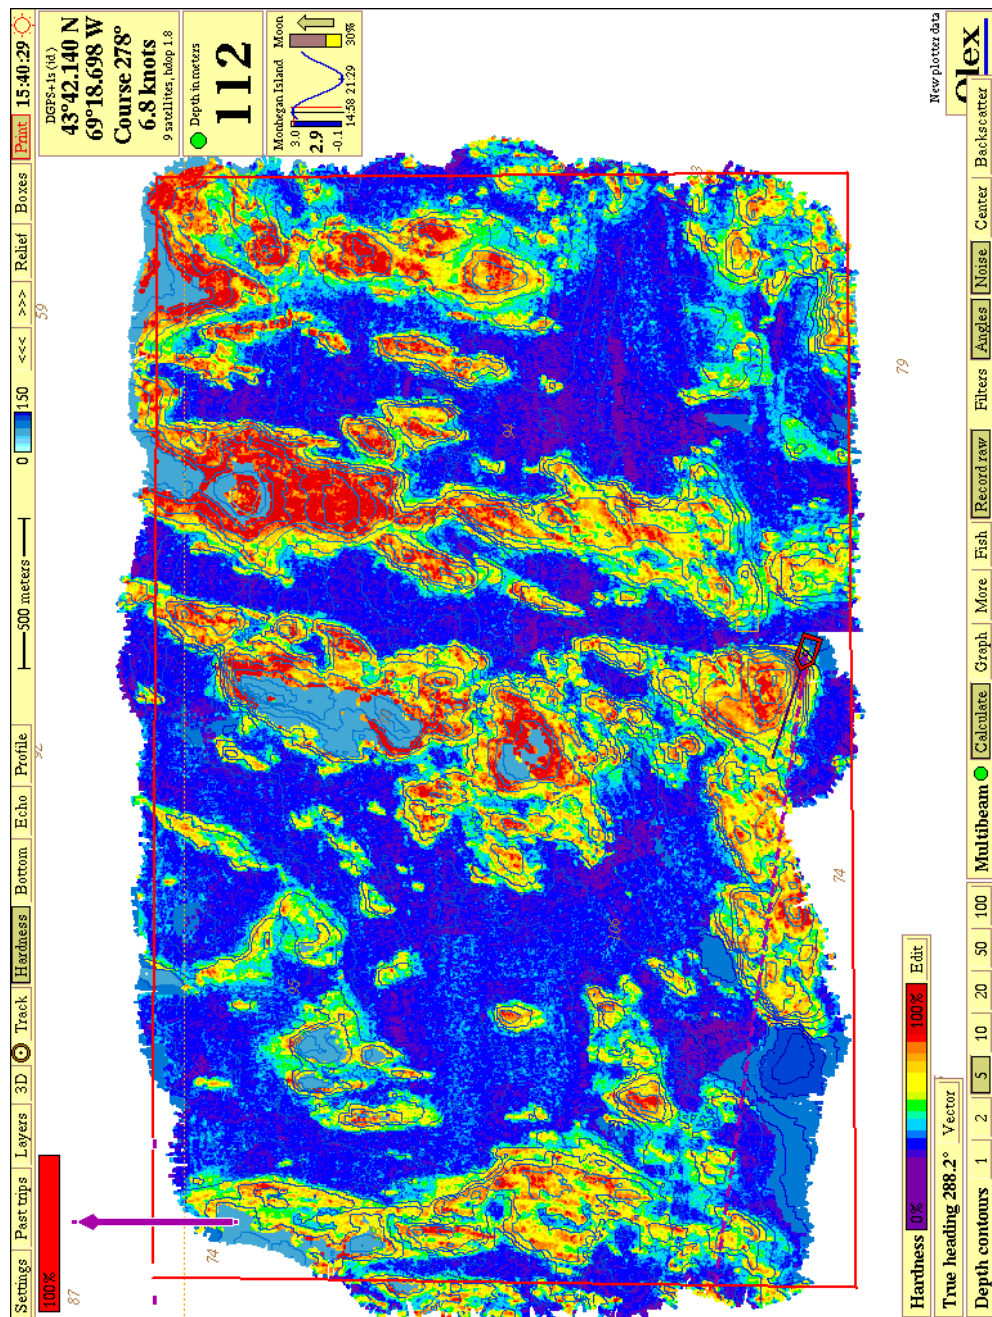 Settings Past trips Layers 3D Track Hardness Bottom Echo Profile 500 meters 0 150 <<< >>> Relief Boxes Print 15:40:29
100%
DGPS+1s (id)
43°42.140 N
69°18.698 W
Course 278°
6.8 knots
9 satellites, hdop 1.8
Depth in meters
112
Monhegan Island Moon
3.0
2.9
-0.1
14:58 21:29
30%
87
92
59
74
95
94
106
74
79
New plotter data
olex
Hardness 0% 100% Edit
True heading 288.2° Vector
Depth contours 1 2 5 10 20 50 100 Multibeam Calculate Graph More Fish Record raw Filters Angles Noise Center Backscatter